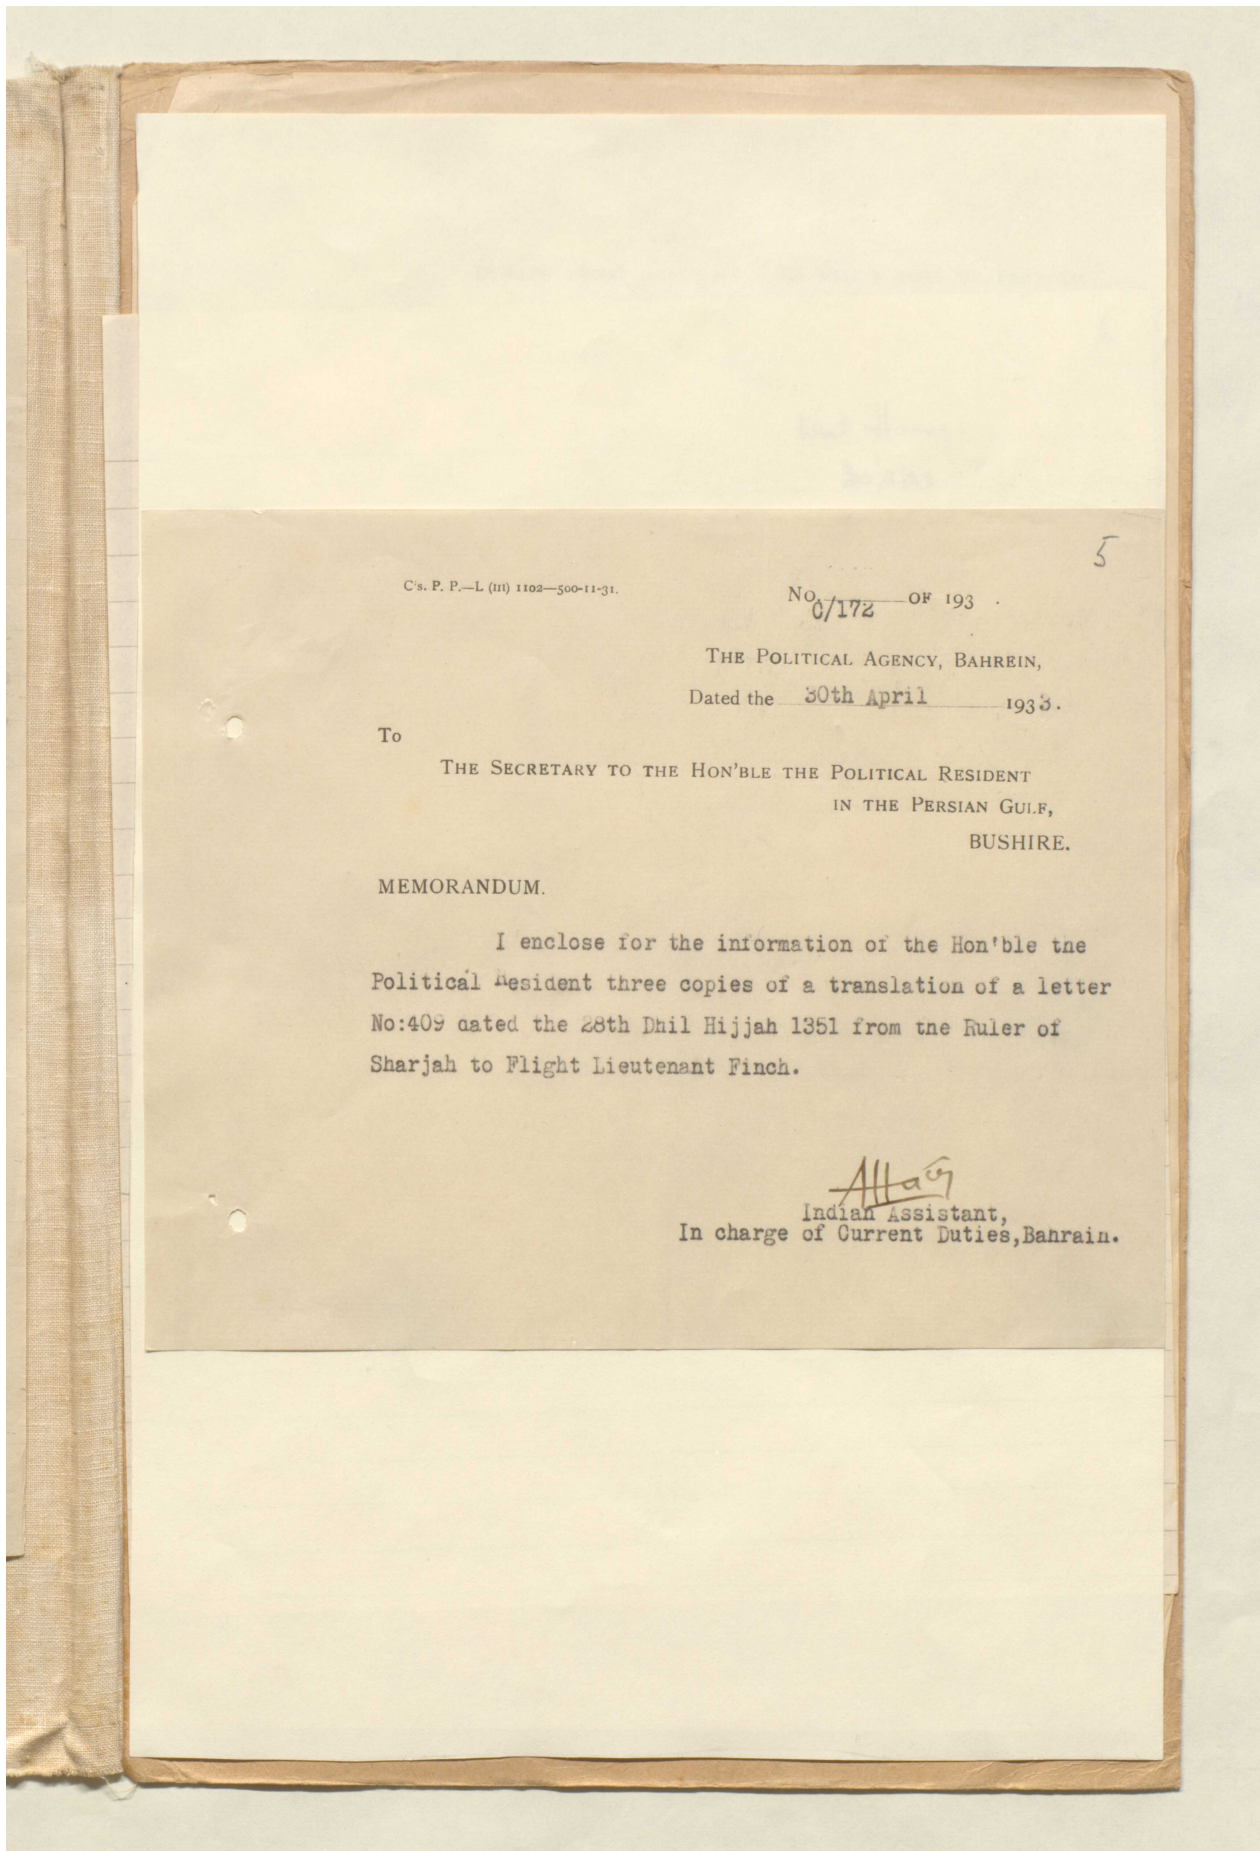 5
C's. P. P.—L (III) 1102—500-11-31.
No. C/172 OF 193 .
THE POLITICAL AGENCY, BAHREIN,
Dated the 30th April 1933.
To
THE SECRETARY TO THE HON'BLE THE POLITICAL RESIDENT
IN THE PERSIAN GULF,
BUSHIRE.
MEMORANDUM.
I enclose for the information of the Hon'ble the
Political Resident three copies of a translation of a letter
No:409 dated the 28th Dhil Hijjah 1351 from the Ruler of
Sharjah to Flight Lieutenant Finch.
Indian Assistant,
In charge of Current Duties,Bahrain.